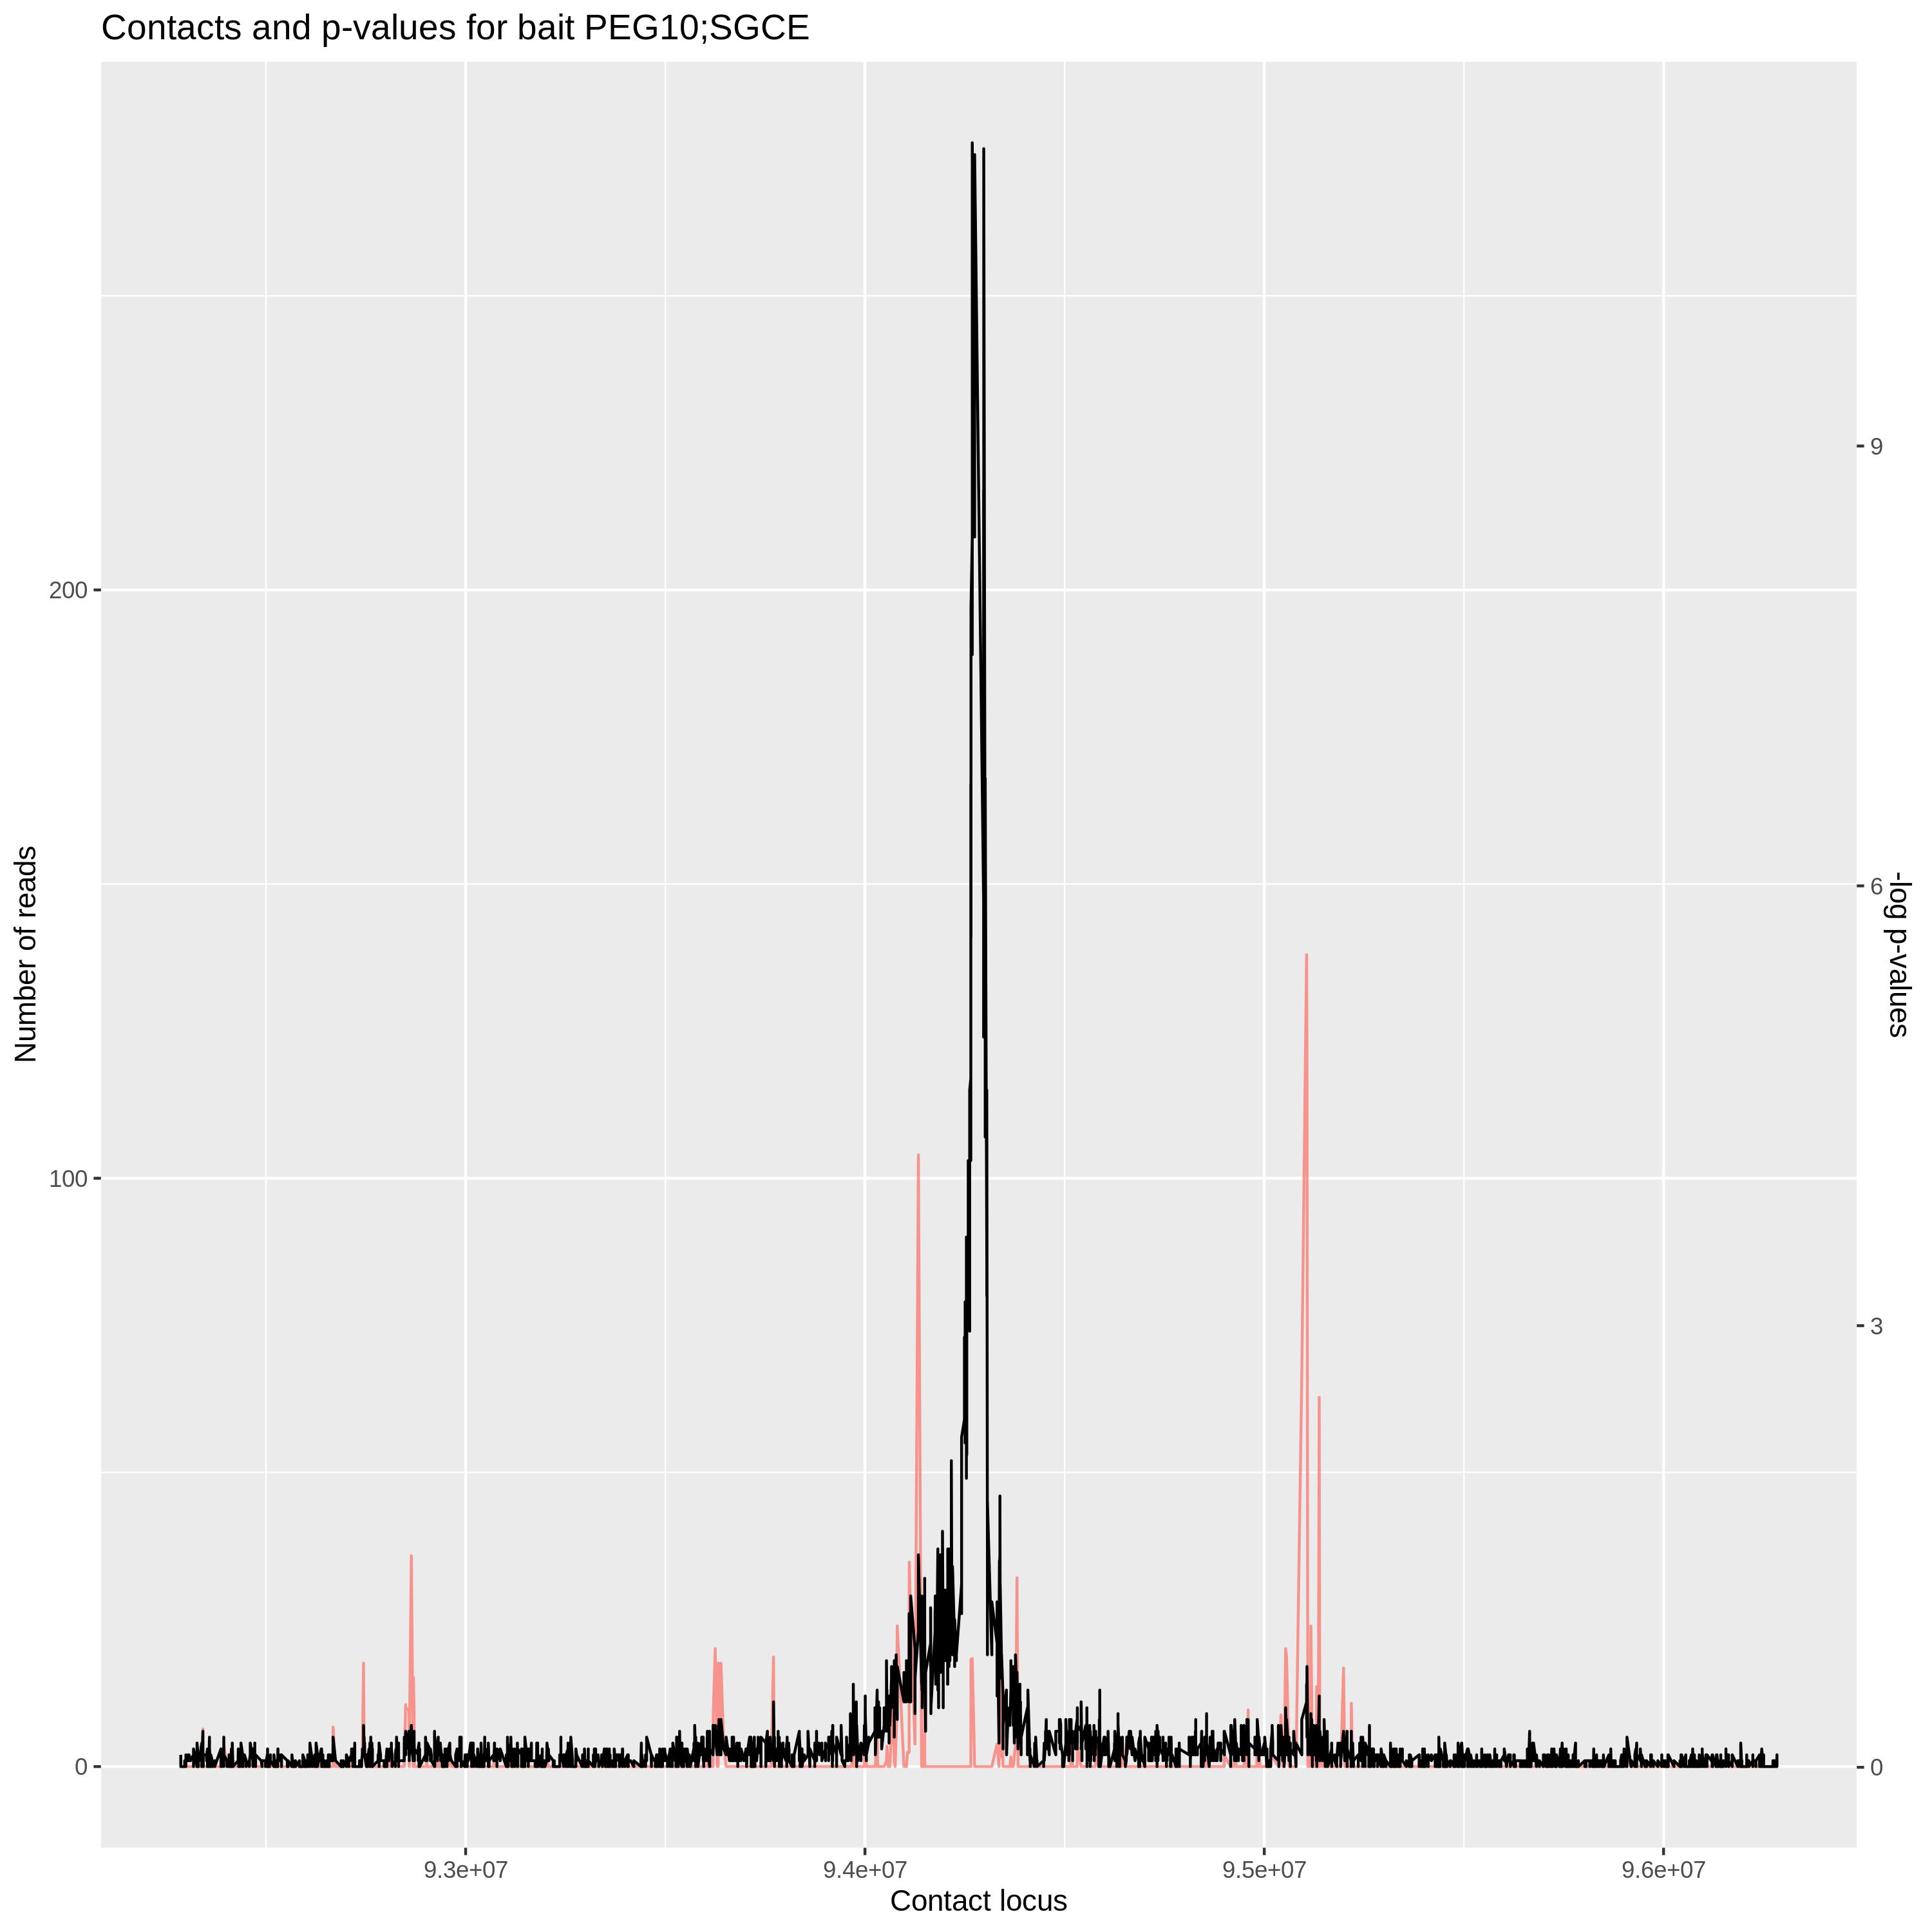 Contacts and p-values for bait PEG10;SGCE
Number of reads
200
100
0
9
6
3
0
-log p-values
9.3e+07 9.4e+07 9.5e+07 9.6e+07
Contact locus